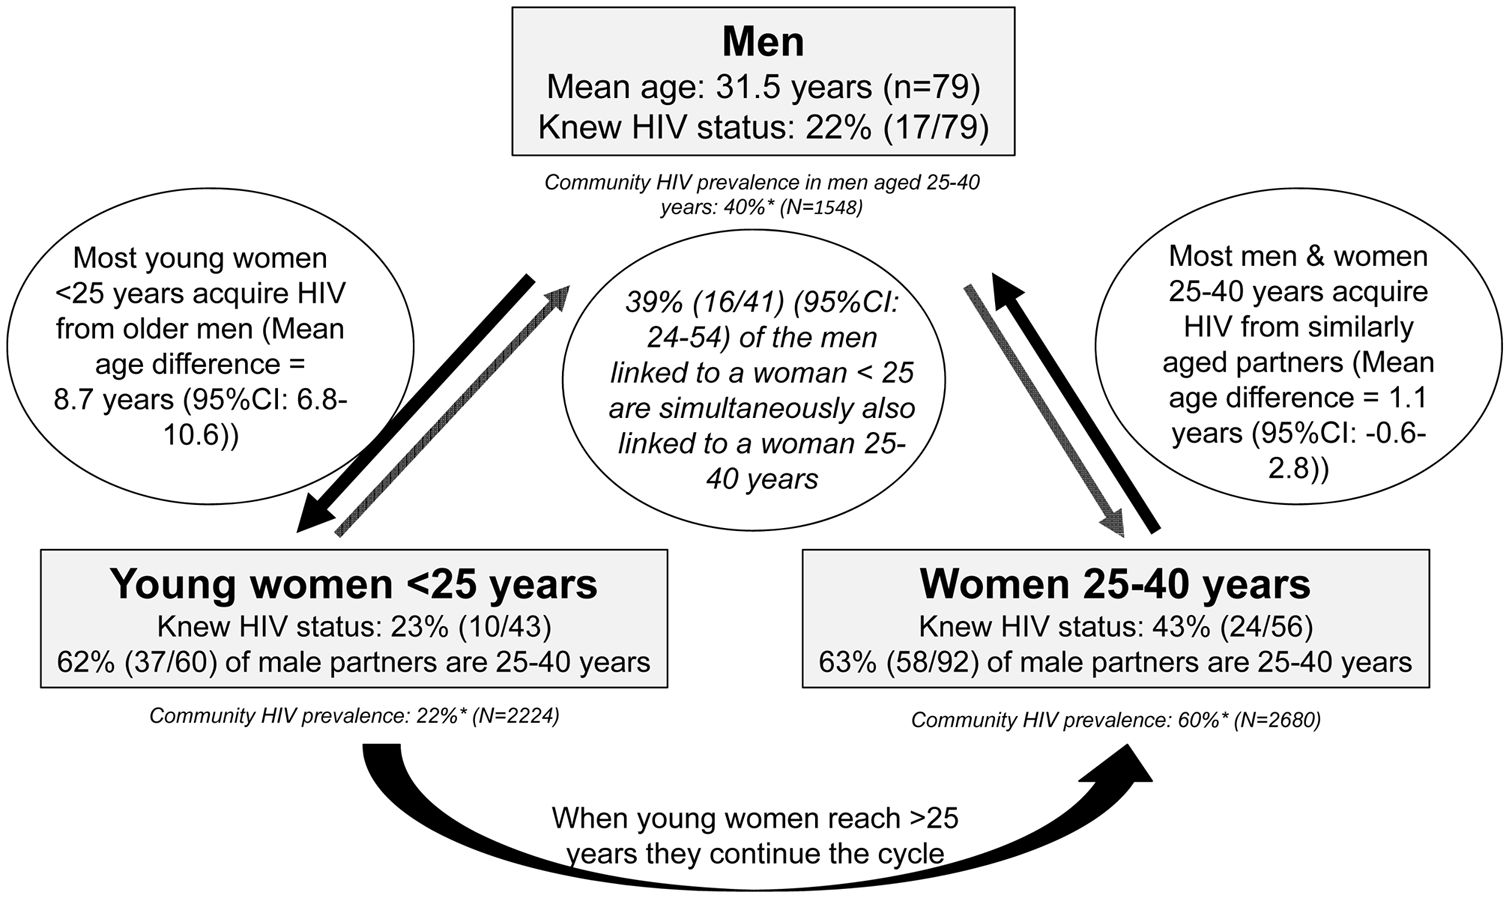 Men
Mean age: 31.5 years (n=79)
Knew HIV status: 22% (17/79)
Community HIV prevalence in men aged 25-40
years: 40%* (N=1548)
Most young women
<25 years acquire HIV
from older men (Mean
age difference =
8.7 years (95%CI: 6.8-
10.6))
39% (16/41) (95%CI:
24-54) of the men
linked to a woman < 25
are simultaneously also
linked to a woman 25-
40 years
Most men & women
25-40 years acquire
HIV from similarly
aged partners (Mean
age difference = 1.1
years (95%CI: -0.6-
2.8))
Young women <25 years
Knew HIV status: 23% (10/43)
62% (37/60) of male partners are 25-40 years
Community HIV prevalence: 22%* (N=2224)
Women 25-40 years
Knew HIV status: 43% (24/56)
63% (58/92) of male partners are 25-40 years
Community HIV prevalence: 60%* (N=2680)
When young women reach >25
years they continue the cycle